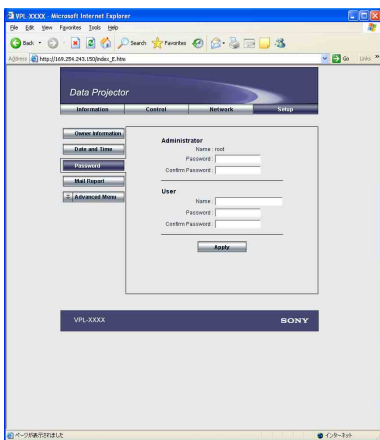 VPL_XXXX - Microsoft Internet Explorer
File Edit View Favorites Tools Help
Back Search Favorites
Address http://169.254.243.150/index_E.htm Go Links »
Data Projector
Information Control Network Setup
Owner Information
Date and Time
Password
Mail Report
Advanced Menu
Administrator
Name : root
Password :
Confirm Password :
User
Name :
Password :
Confirm Password :
Apply
VPL-XXXX SONY
ページが表示されました インターネット